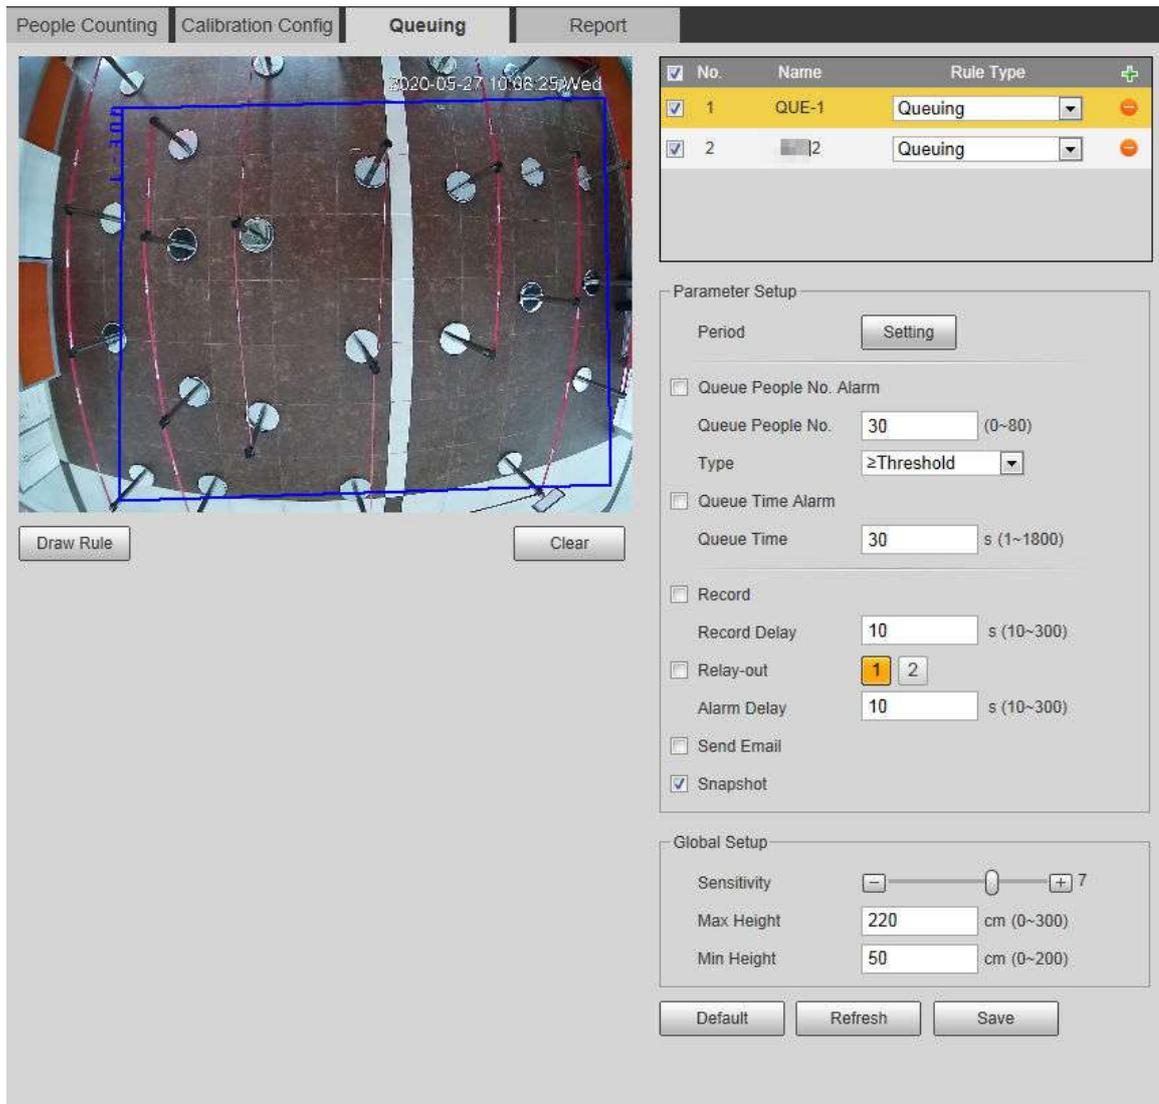 People Counting Calibration Config Queuing Report
2020-05-27 10:06:25 Wed
QUE-1
Draw Rule Clear
No. Name Rule Type
1 QUE-1 Queuing
2 2 Queuing
Parameter Setup
Period Setting
Queue People No. Alarm
Queue People No. 30 (0~80)
Type ≥Threshold
Queue Time Alarm
Queue Time 30 s (1~1800)
Record
Record Delay 10 s (10~300)
Relay-out 1 2
Alarm Delay 10 s (10~300)
Send Email
Snapshot
Global Setup
Sensitivity 7
Max Height 220 cm (0~300)
Min Height 50 cm (0~200)
Default Refresh Save